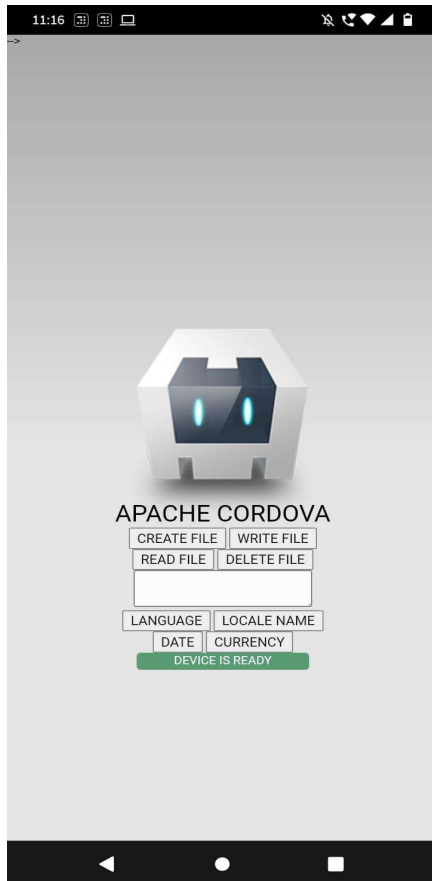 11:16
-->
APACHE CORDOVA
CREATE FILE WRITE FILE
READ FILE DELETE FILE
LANGUAGE LOCALE NAME
DATE CURRENCY
DEVICE IS READY